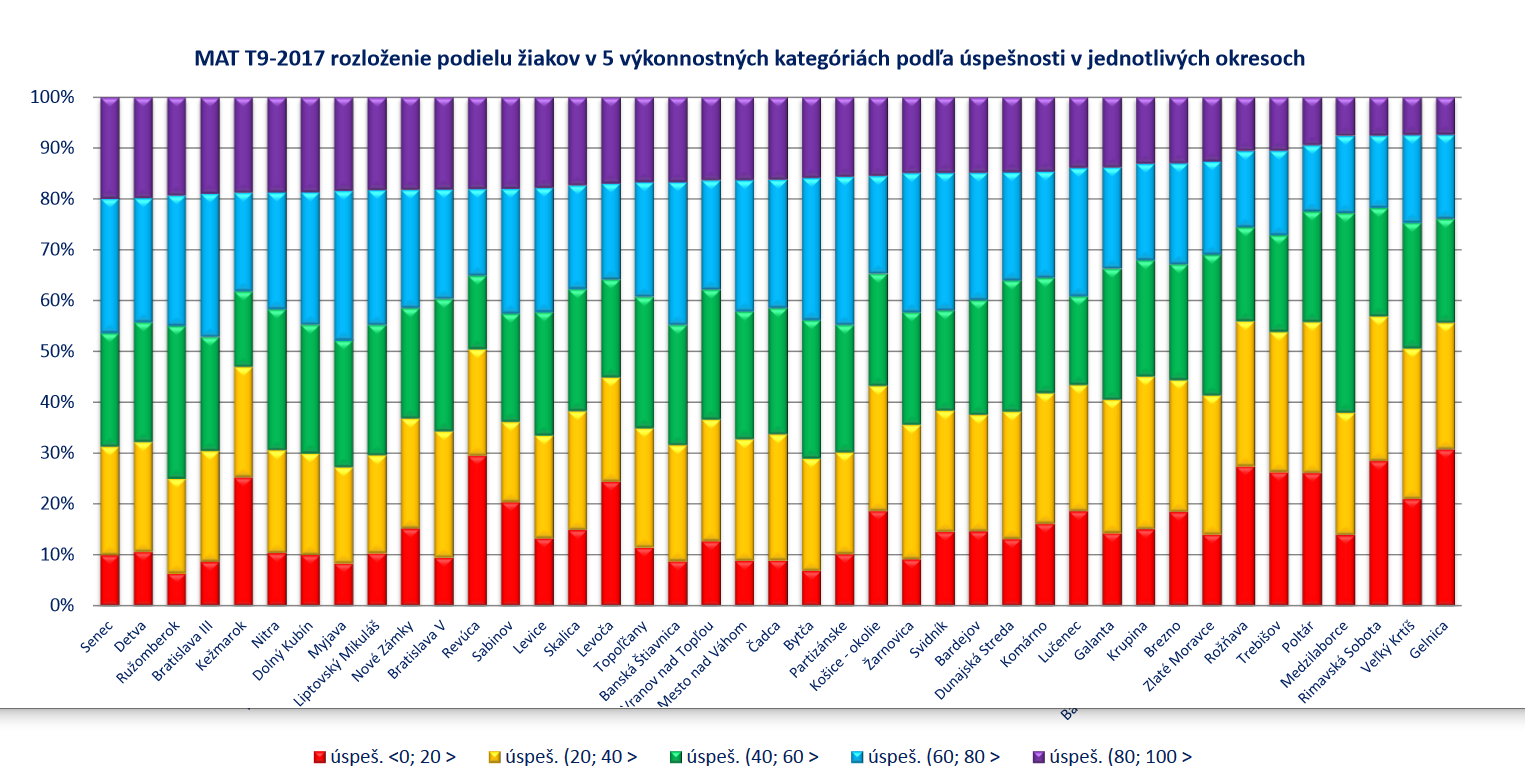 MAT T9-2017 rozloženie podielu žiakov v 5 výkonnostných kategóriách podľa úspešnosti v jednotlivých okresoch
100%
90%
80%
70%
60%
50%
40%
30%
20%
10%
0%
Senec
Detva
Ružomberok
Bratislava III
Kežmarok
Nitra
Dolný Kubín
Myjava
Liptovský Mikuláš
Nové Zámky
Bratislava V
Revúca
Sabinov
Levice
Skalica
Levoča
Topoľčany
Banská Štiavnica
Vranov nad Topľou
Mesto nad Váhom
Čadca
Bytča
Partizánske
Košice - okolie
Žarnovica
Svidník
Bardejov
Dunajská Streda
Komárno
Lučenec
Galanta
Krupina
Brezno
Zlaté Moravce
Rožňava
Trebišov
Poltár
Medzilaborce
Rimavská Sobota
Veľký Krtíš
Gelnica
úspeš. <0; 20 >
úspeš. (20; 40 >
úspeš. (40; 60 >
úspeš. (60; 80 >
úspeš. (80; 100 >